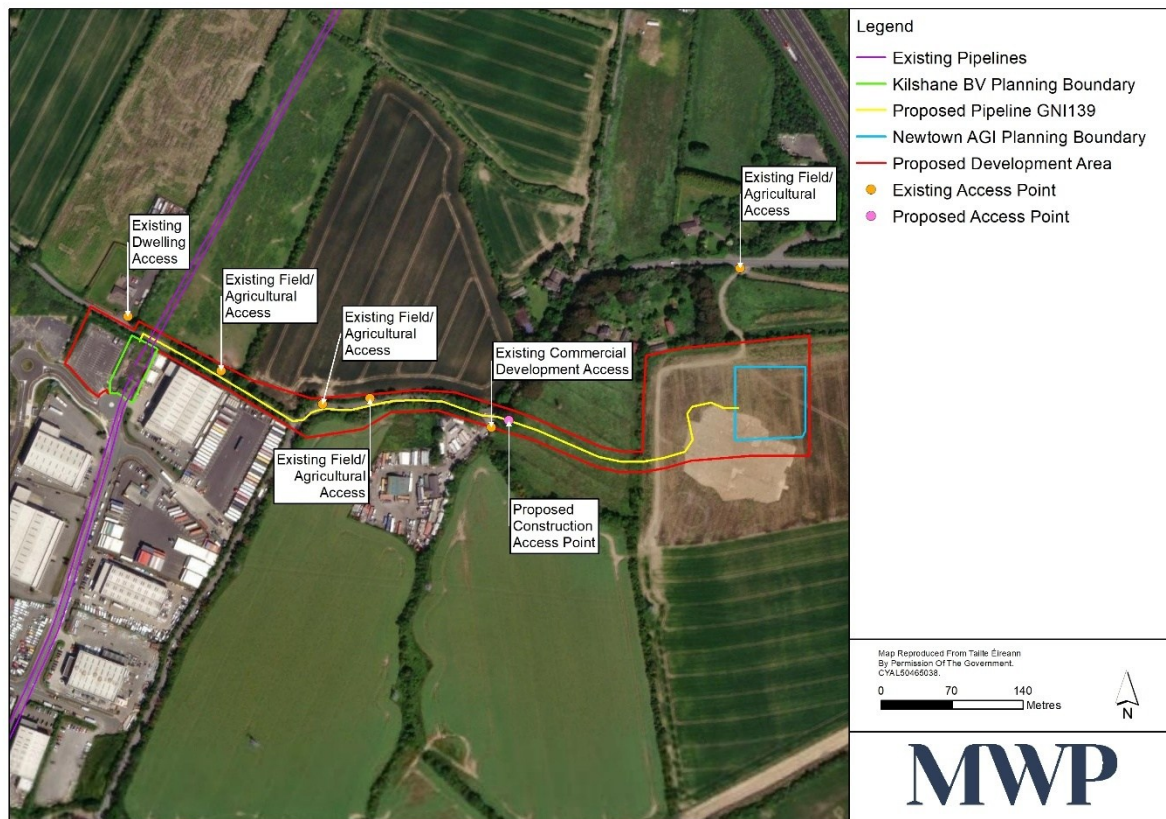 Legend
Existing Pipelines
Kilshane BV Planning Boundary
Proposed Pipeline GNI139
Newtown AGI Planning Boundary
Proposed Development Area
Existing Access Point
Proposed Access Point
Existing
Dwelling
Access
Existing Field/
Agricultural
Access
Existing Field/
Agricultural
Access
Existing Field/
Agricultural
Access
Existing Commercial
Development Access
Existing Field/
Agricultural
Access
Proposed
Construction
Access Point
Map Reproduced From Tailte Éireann
By Permission Of The Government.
CYAL50465038.
0 70 140
Metres
N
MWP